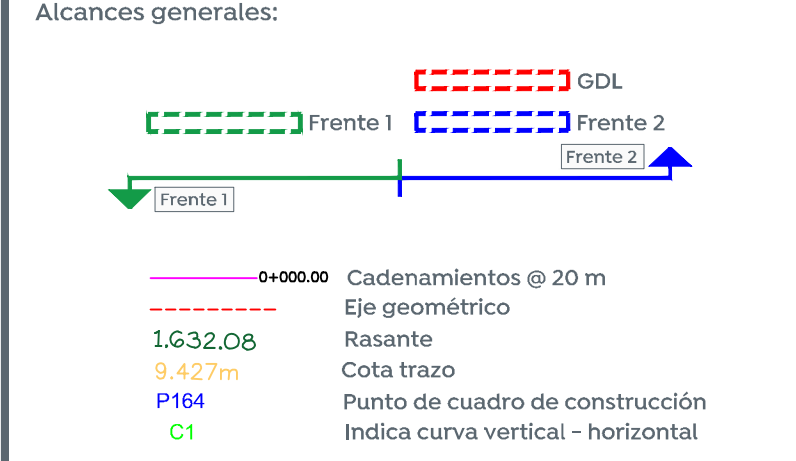 Alcances generales:
GDL
Frente 1
Frente 2
Frente 2
Frente 1
0+000.00 Cadenamientos @ 20 m
Eje geométrico
1.632.08 Rasante
9.427m Cota trazo
P164 Punto de cuadro de construcción
C1 Indica curva vertical - horizontal